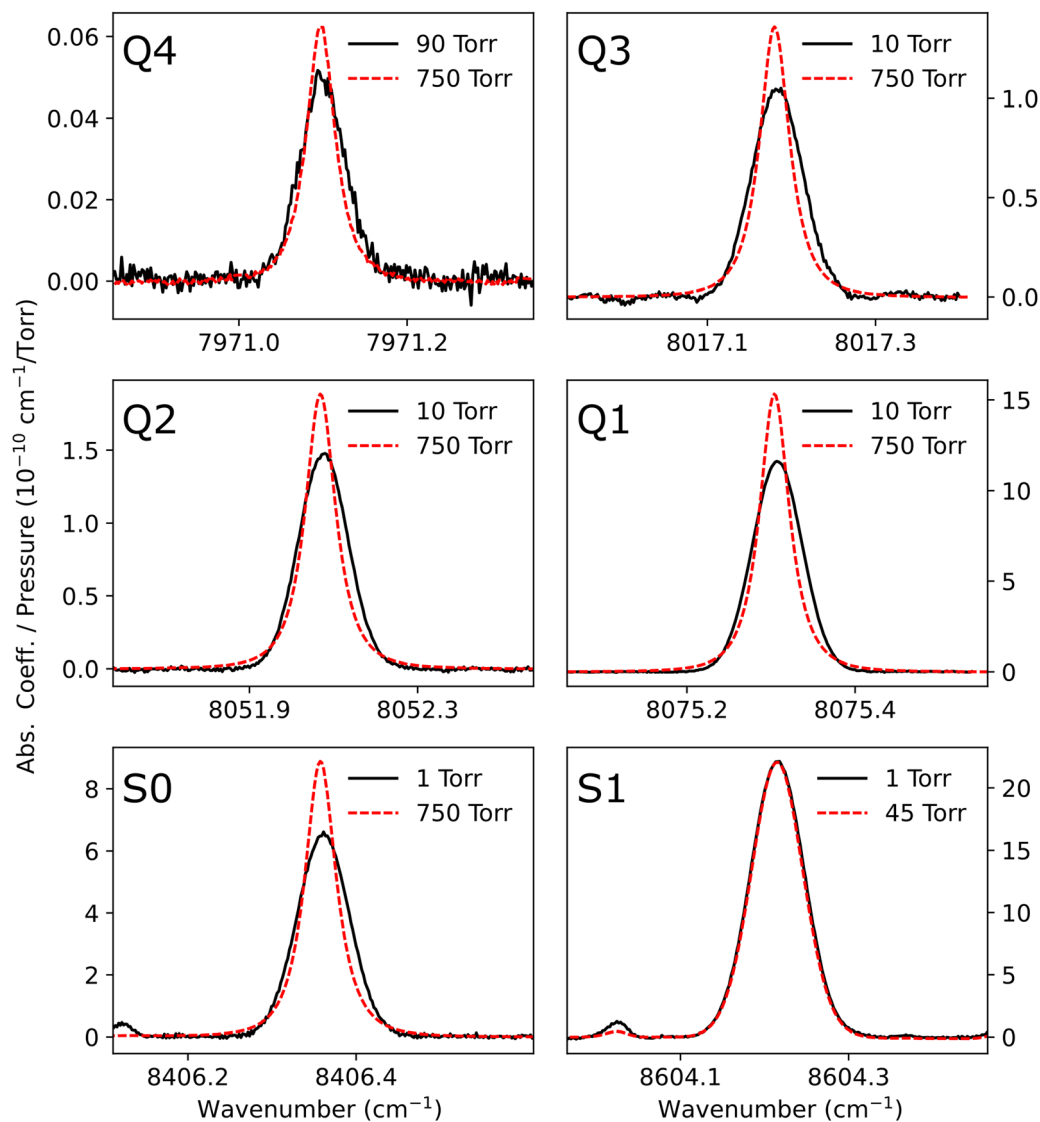 Abs. Coeff. / Pressure (10⁻¹⁰ cm⁻¹/Torr)
Q4
90 Torr
750 Torr
0.06
0.04
0.02
0.00
7971.0 7971.2
Q3
10 Torr
750 Torr
1.0
0.5
0.0
8017.1 8017.3
Q2
10 Torr
750 Torr
1.5
1.0
0.5
0.0
8051.9 8052.3
Q1
10 Torr
750 Torr
15
10
5
0
8075.2 8075.4
S0
1 Torr
750 Torr
8
6
4
2
0
8406.2 8406.4
Wavenumber (cm⁻¹)
S1
1 Torr
45 Torr
20
15
10
5
0
8604.1 8604.3
Wavenumber (cm⁻¹)